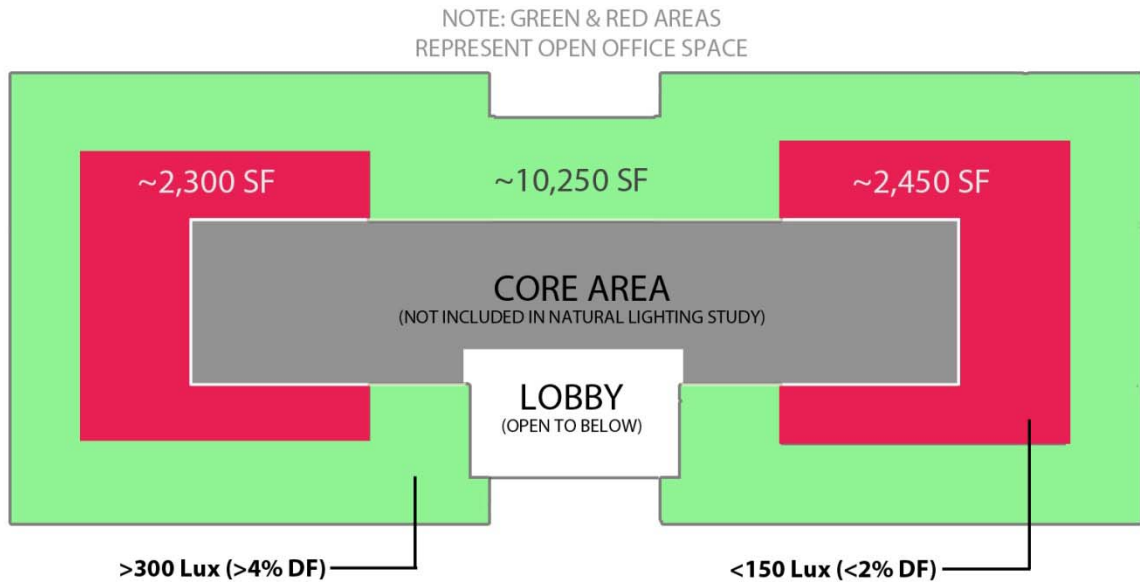 NOTE: GREEN & RED AREAS
REPRESENT OPEN OFFICE SPACE
~2,300 SF
~10,250 SF
~2,450 SF
CORE AREA
(NOT INCLUDED IN NATURAL LIGHTING STUDY)
LOBBY
(OPEN TO BELOW)
>300 Lux (>4% DF)
<150 Lux (<2% DF)